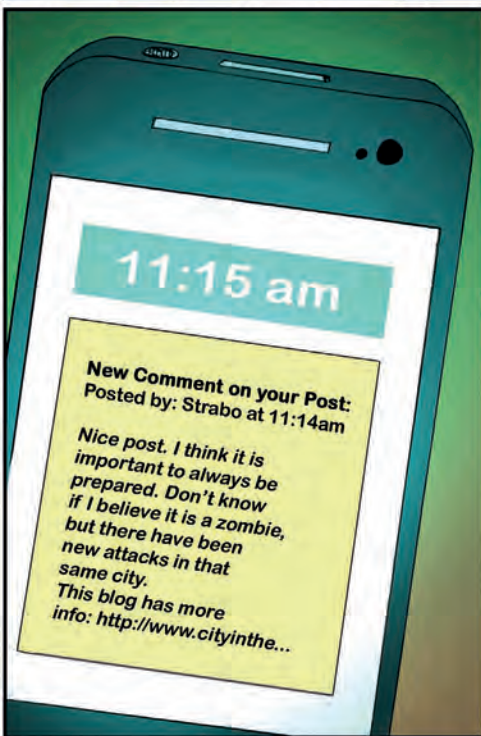 11:15 am
New Comment on your Post:
Posted by: Strabo at 11:14am
Nice post. I think it is
important to always be
prepared. Don't know
if I believe it is a zombie,
but there have been
new attacks in that
same city.
This blog has more
info: http://www.cityinthe...